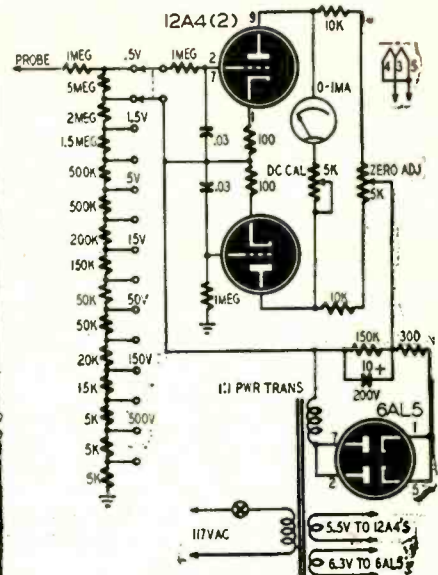 12A4(2)
9
10K
PROBE
1MEG
.5V
1MEG
2
7
4
3
5
0-1MA
5MEG
1.5V
2MEG
1.5MEG
.03
100
DC CAL
5K
ZERO ADJ
5K
500K
5V
.03
100
500K
200K
15V
150K
50K
50V
1MEG
10K
50K
150V
150K
300
20K
10
+
200V
1:1 PWR TRANS
6AL5
15K
5K
500V
7
1
5K
2
5
5K
117VAC
5.5V TO 12A4'S
6.3V TO 6AL5